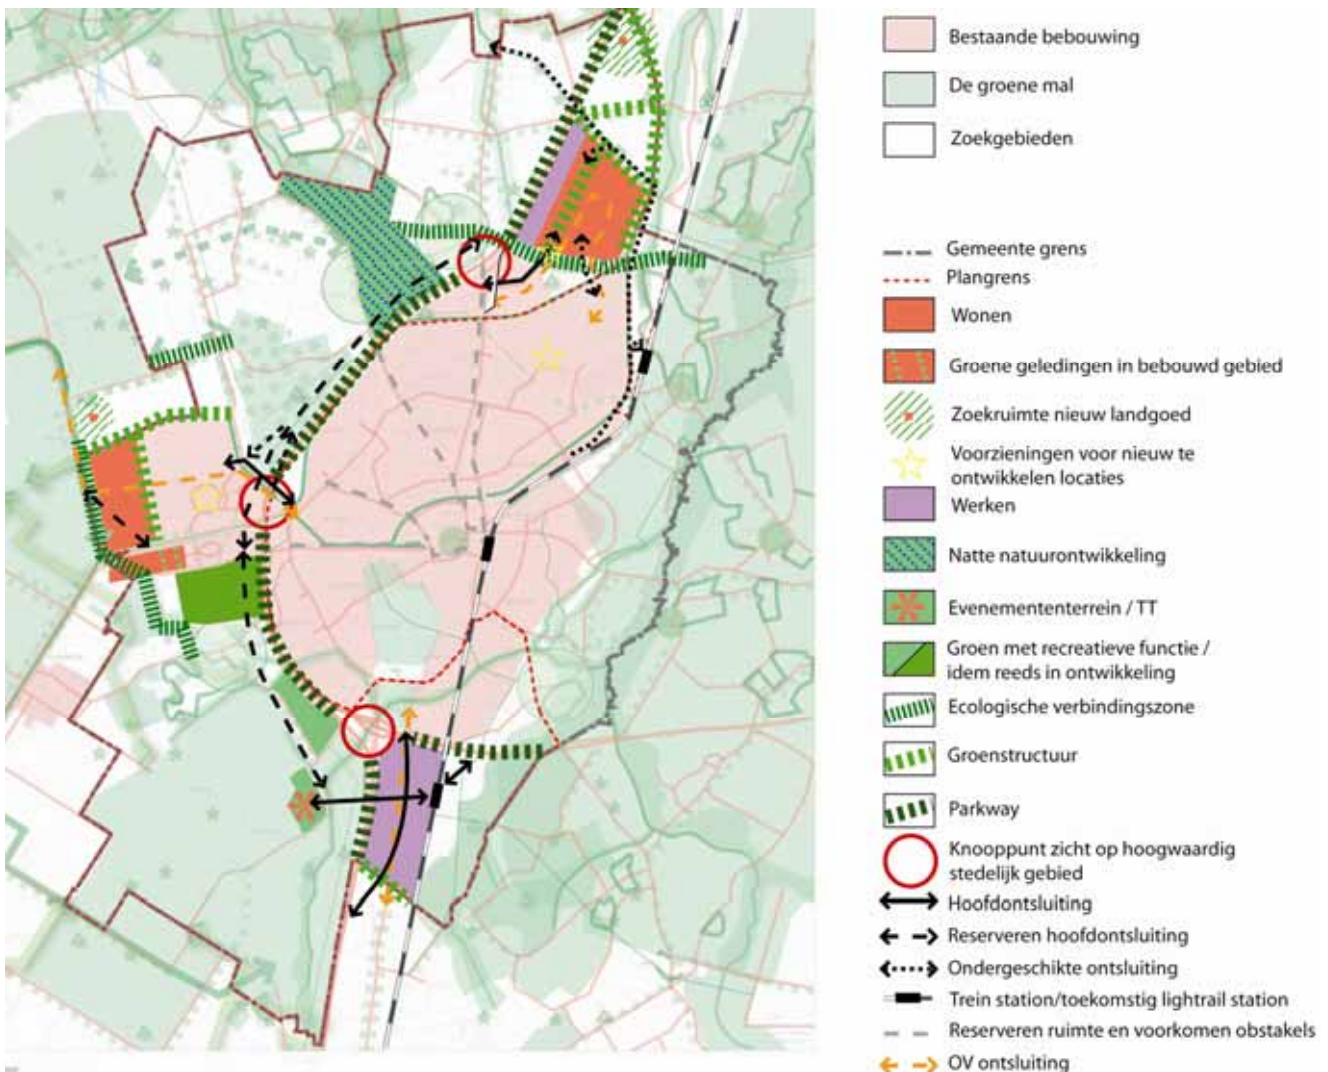 Bestaande bebouwing
De groene mal
Zoekgebieden
Gemeente grens
Plangrens
Wonen
Groene geledingen in bebouwd gebied
Zoekruimte nieuw landgoed
Voorzieningen voor nieuw te
ontwikkelen locaties
Werken
Natte natuurontwikkeling
Evenemententerrein / TT
Groen met recreatieve functie /
idem reeds in ontwikkeling
Ecologische verbindingszone
Groenstructuur
Parkway
Knooppunt zicht op hoogwaardig
stedelijk gebied
Hoofdontsluiting
Reserveren hoofdontsluiting
Ondergeschikte ontsluiting
Trein station/toekomstig lightrail station
Reserveren ruimte en voorkomen obstakels
OV ontsluiting